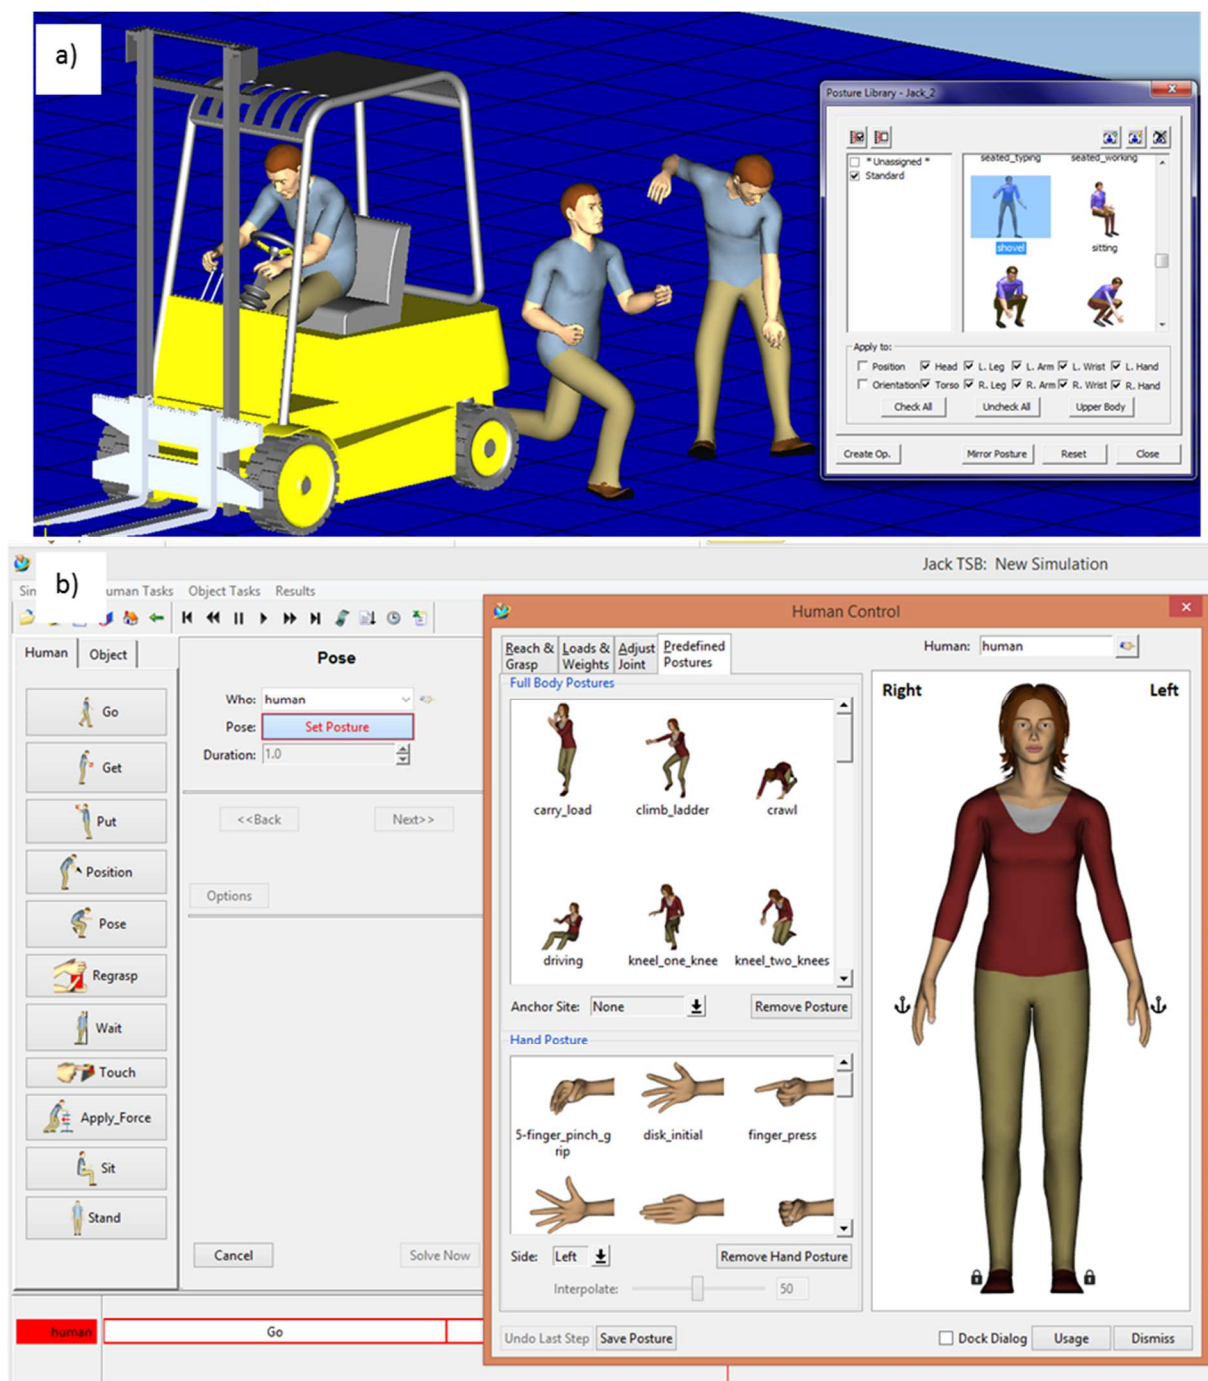 a)
Posture Library - Jack_2
* Unassigned *
Standard
seated_typing seated_working
shovel sitting
Apply to:
Position Head L. Leg L. Arm L. Wrist L. Hand
Orientation Torso R. Leg R. Arm R. Wrist R. Hand
Check All Uncheck All Upper Body
Create Op. Mirror Posture Reset Close
b)
Jack TSB: New Simulation
Human Tasks Object Tasks Results
Human Object
Go
Get
Put
Position
Pose
Regrasp
Wait
Touch
Apply_Force
Sit
Stand
Pose
Who: human
Pose: Set Posture
Duration: 1.0
<<Back Next>>
Options
Cancel Solve Now
human Go
Human Control
Reach & Grasp
Loads & Weights
Adjust Joint
Predefined Postures
Human: human
Full Body Postures
carry_load climb_ladder crawl
driving kneel_one_knee kneel_two_knees
Anchor Site: None Remove Posture
Hand Posture
5-finger_pinch_g
rip
disk_initial finger_press
Side: Left Remove Hand Posture
Interpolate: 50
Right Left
Undo Last Step Save Posture Dock Dialog Usage Dismiss